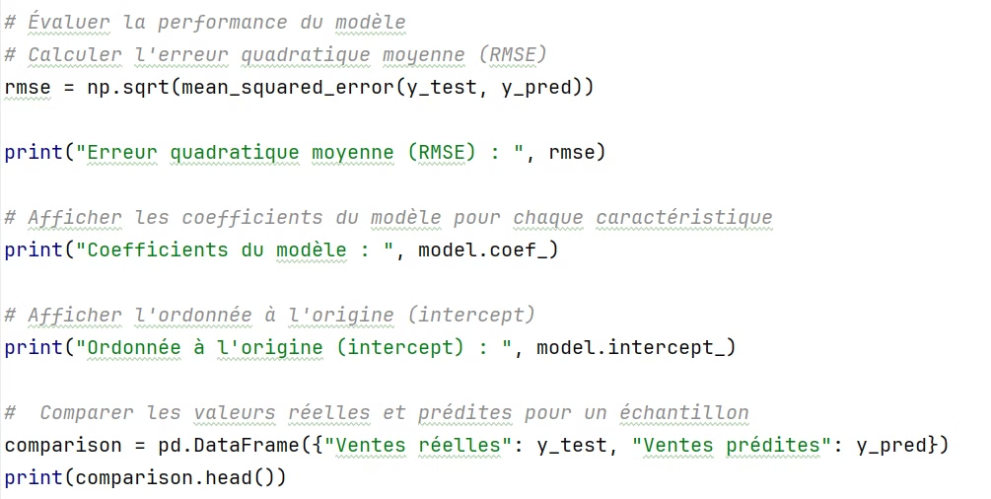 # Évaluer la performance du modèle
# Calculer l'erreur quadratique moyenne (RMSE)
rmse = np.sqrt(mean_squared_error(y_test, y_pred))
print("Erreur quadratique moyenne (RMSE) : ", rmse)
# Afficher les coefficients du modèle pour chaque caractéristique
print("Coefficients du modèle : ", model.coef_)
# Afficher l'ordonnée à l'origine (intercept)
print("Ordonnée à l'origine (intercept) : ", model.intercept_)
#  Comparer les valeurs réelles et prédites pour un échantillon
comparison = pd.DataFrame({"Ventes réelles": y_test, "Ventes prédites": y_pred})
print(comparison.head())